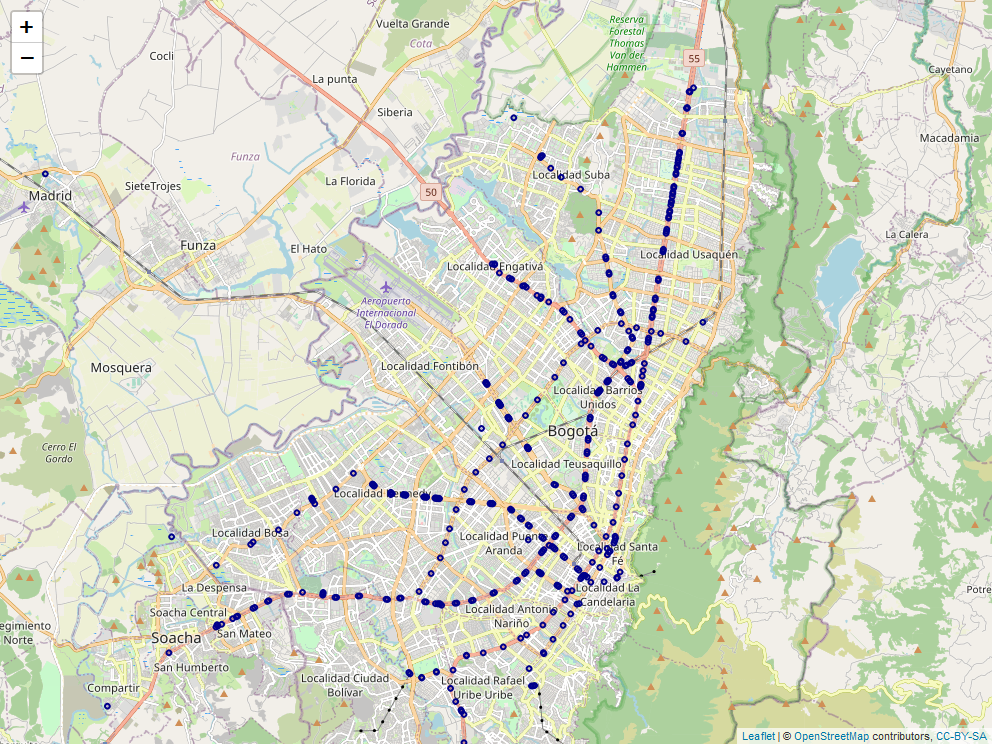 +
−
Vuelta Grande
Cota
Cocli
La punta
Siberia
Reserva
Forestal
Thomas
Van der
Hammen
55
Cayetano
Macadamia
Funza
SieteTrojes
La Florida
Localidad Suba
50
Madrid
Funza
El Hato
La Calera
Localidad Engativá
Localidad Usaquén
Aeropuerto
Internacional
El Dorado
Mosquera
Localidad Fontibón
Localidad Barrios
Unidos
Bogotá
Cerro El
Gordo
Localidad Teusaquillo
Localidad Kennedy
Localidad Bosa
Localidad Puente
Aranda
Localidad Santa
Fé
La Despensa
Localidad La
Candelaria
Soacha Central
Localidad Antonio
Nariño
Soacha
San Mateo
egimiento
Norte
Potre
San Humberto
Compartir
Localidad Ciudad
Bolívar
Localidad Rafael
Uribe Uribe
Leaflet | © OpenStreetMap contributors, CC-BY-SA